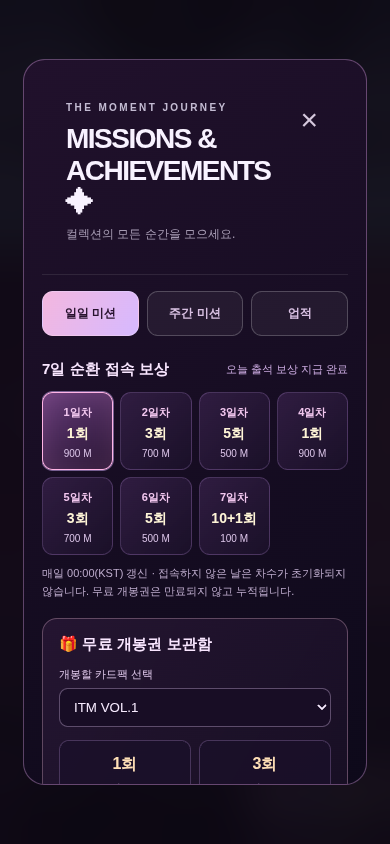 THE MOMENT JOURNEY
MISSIONS &
ACHIEVEMENTS
컬렉션의 모든 순간을 모으세요.
일일 미션 주간 미션 업적
7일 순환 접속 보상 오늘 출석 보상 지급 완료
1일차 2일차 3일차 4일차
1회 3회 5회 1회
900 M 700 M 500 M 900 M
5일차 6일차 7일차
3회 5회 10+1회
700 M 500 M 100 M
매일 00:00(KST) 갱신 · 접속하지 않은 날은 차수가 초기화되지
않습니다. 무료 개봉권은 만료되지 않고 누적됩니다.
🎁 무료 개봉권 보관함
개봉할 카드팩 선택
ITM VOL.1
1회 3회